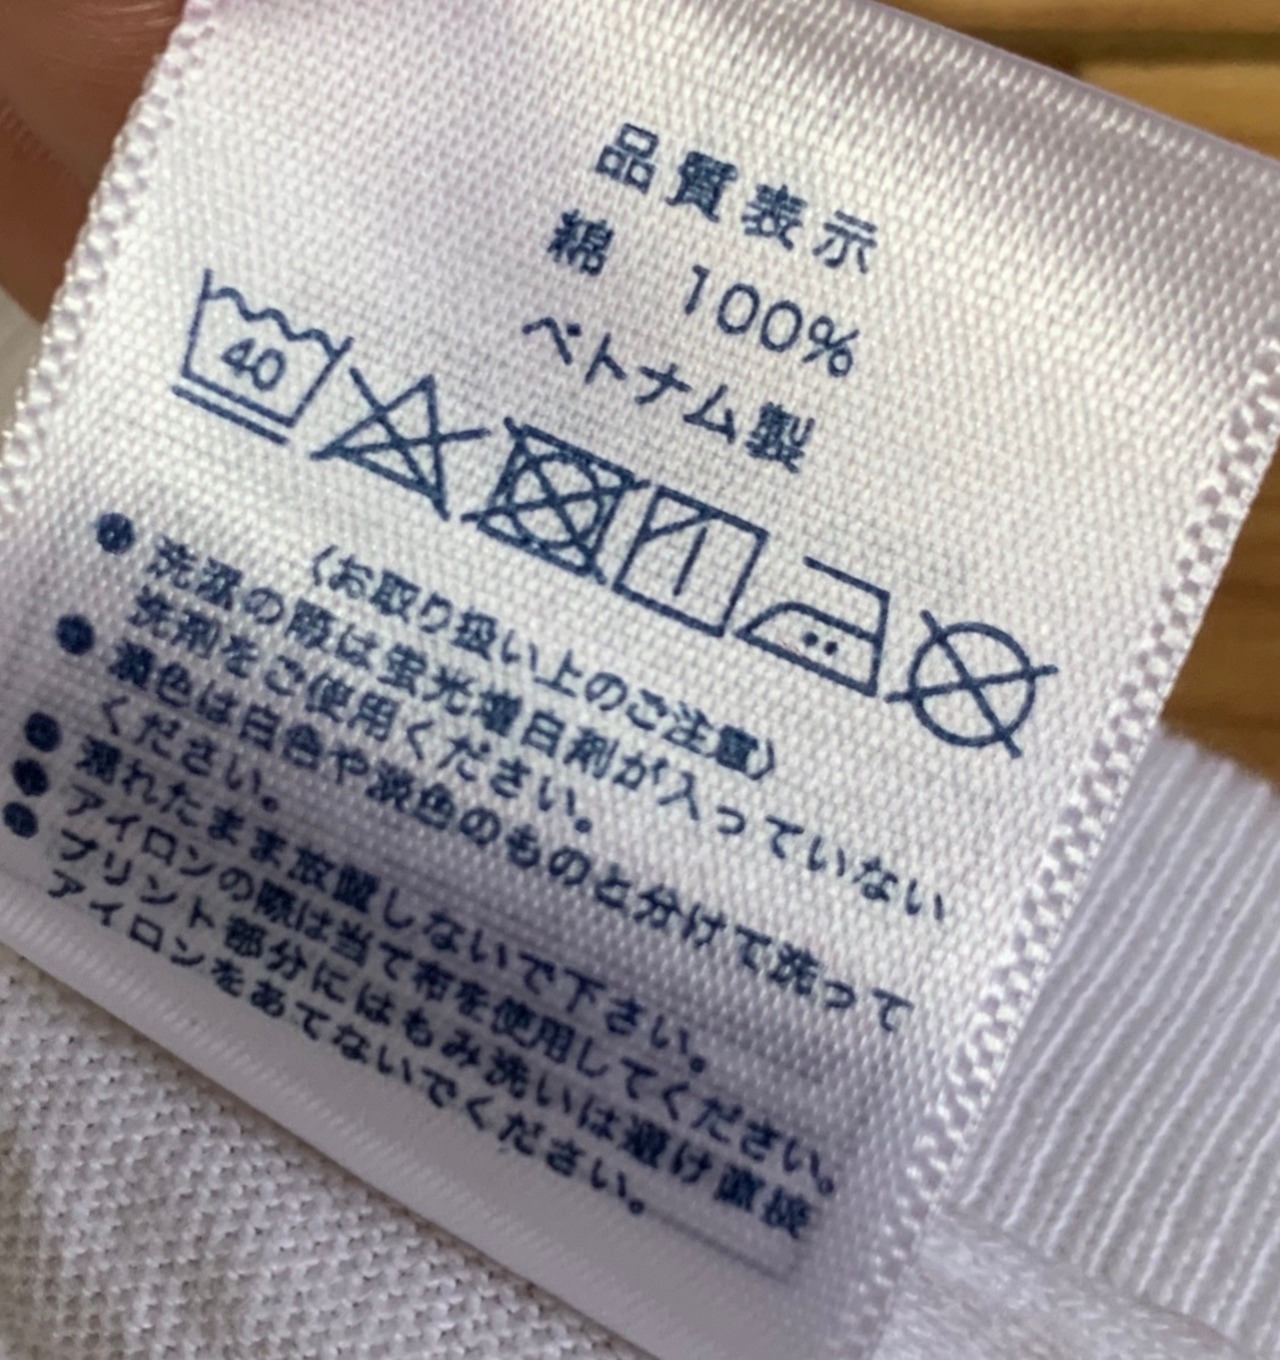 品質表示
綿 100%
ベトナム製
40
〈お取り扱い上のご注意〉
● 洗濯の際は蛍光増白剤が入っていない
洗剤をご使用ください。
● 濃色は白色や淡色のものと分けて洗って
ください。
● 濡れたまま放置しないで下さい。
● アイロンの際は当て布を使用してください。
● プリント部分にはもみ洗いは避け直接
アイロンをあてないでください。